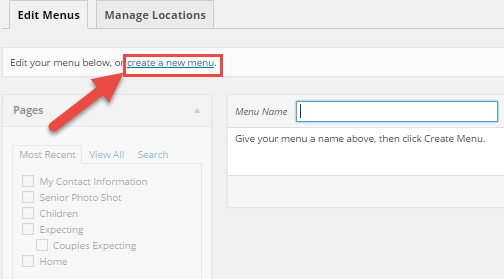 Edit Menus
Manage Locations
Edit your menu below, or create a new menu.
Pages
Most Recent
View All
Search
My Contact Information
Senior Photo Shot
Children
Expecting
Couples Expecting
Home
Menu Name
Give your menu a name above, then click Create Menu.